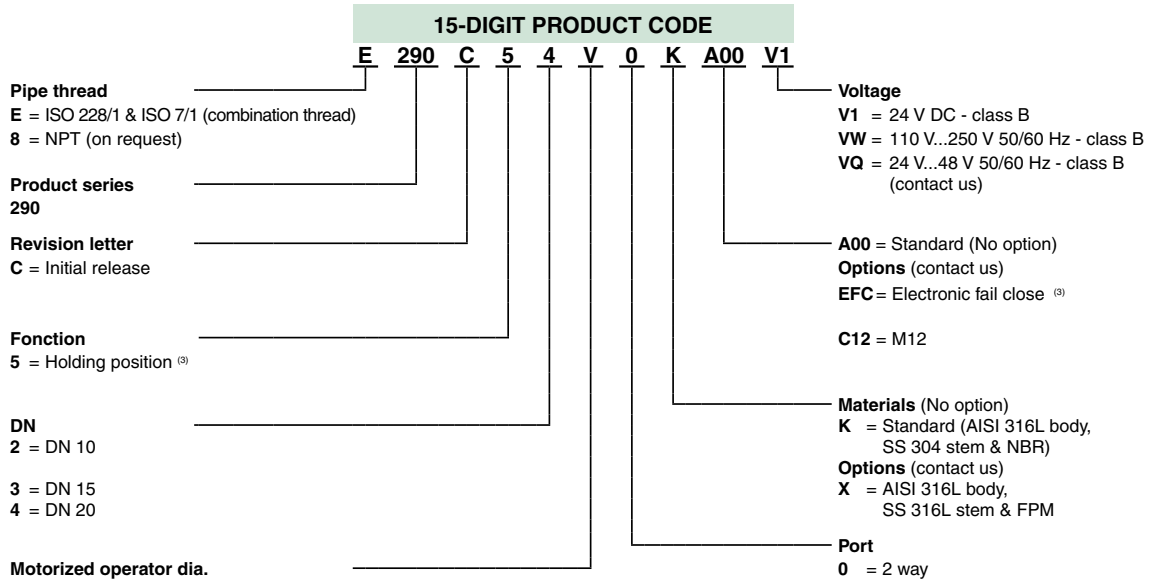 15-DIGIT PRODUCT CODE
E 290 C 5 4 V 0 K A00 V1
Pipe thread
E = ISO 228/1 & ISO 7/1 (combination thread)
8 = NPT (on request)
Product series
290
Revision letter
C = Initial release
Fonction
5 = Holding position (3)
DN
2 = DN 10
3 = DN 15
4 = DN 20
Motorized operator dia.
Voltage
V1 = 24 V DC - class B
VW = 110 V...250 V 50/60 Hz - class B
VQ = 24 V...48 V 50/60 Hz - class B
(contact us)
A00 = Standard (No option)
Options (contact us)
EFC = Electronic fail close (3)
C12 = M12
Materials (No option)
K = Standard (AISI 316L body,
SS 304 stem & NBR)
Options (contact us)
X = AISI 316L body,
SS 316L stem & FPM
Port
0 = 2 way